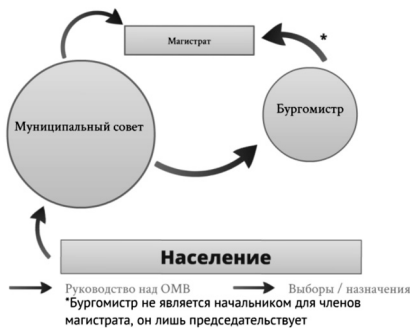 Магистрат
*
Муниципальный совет
Бургомистр
Население
Руководство над ОМВ
Выборы / назначения
*Бургомистр не является начальником для членов
магистрата, он лишь председательствует